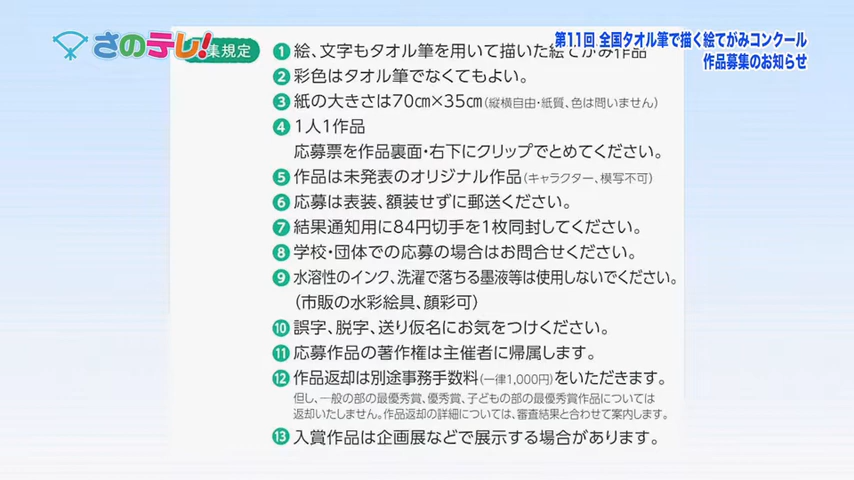 さのテレ!
第11回 全国タオル筆で描く絵てがみコンクール
作品募集のお知らせ
集規定
1 絵、文字もタオル筆を用いて描いた絵てがみ作品
2 彩色はタオル筆でなくてもよい。
3 紙の大きさは70㎝×35㎝(縦横自由・紙質、色は問いません)
4 1人1作品
応募票を作品裏面・右下にクリップでとめてください。
5 作品は未発表のオリジナル作品(キャラクター、模写不可)
6 応募は表装、額装せずに郵送ください。
7 結果通知用に84円切手を1枚同封してください。
8 学校・団体での応募の場合はお問合せください。
9 水溶性のインク、洗濯で落ちる墨液等は使用しないでください。
(市販の水彩絵具、顔彩可)
10 誤字、脱字、送り仮名にお気をつけください。
11 応募作品の著作権は主催者に帰属します。
12 作品返却は別途事務手数料(一律1,000円)をいただきます。
但し、一般の部の最優秀賞、優秀賞、子どもの部の最優秀賞作品については
返却いたしません。作品返却の詳細については、審査結果と合わせて案内します。
13 入賞作品は企画展などで展示する場合があります。